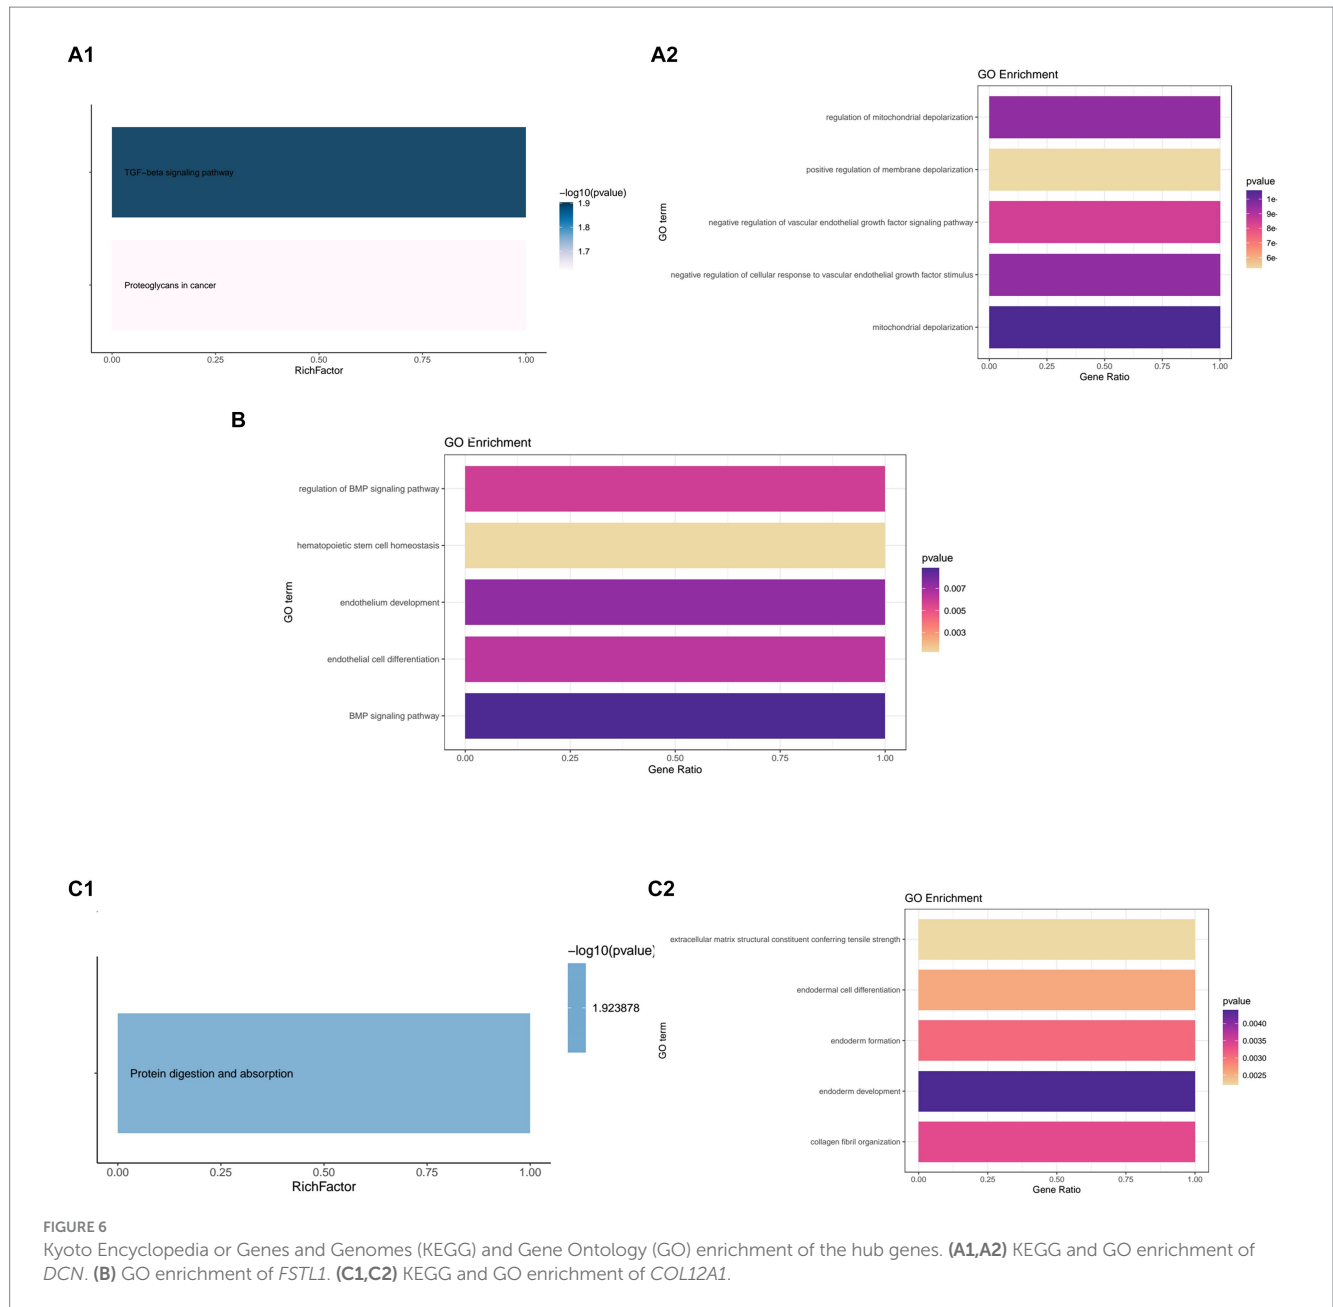 A1
TGF-beta signaling pathway
Proteoglycans in cancer
0.00 0.25 0.50 0.75 1.00
RichFactor
-log10(pvalue)
1.9
1.8
1.7
A2
GO Enrichment
GO term
regulation of mitochondrial depolarization
positive regulation of membrane depolarization
negative regulation of vascular endothelial growth factor signaling pathway
negative regulation of cellular response to vascular endothelial growth factor stimulus
mitochondrial depolarization
0.00 0.25 0.50 0.75 1.00
Gene Ratio
pvalue
1e-
9e-
8e-
7e-
6e-
B
GO Enrichment
GO term
regulation of BMP signaling pathway
hematopoietic stem cell homeostasis
endothelium development
endothelial cell differentiation
BMP signaling pathway
0.00 0.25 0.50 0.75 1.00
Gene Ratio
pvalue
0.007
0.005
0.003
C1
Protein digestion and absorption
0.00 0.25 0.50 0.75 1.00
RichFactor
-log10(pvalue)
1.923878
C2
GO Enrichment
GO term
extracellular matrix structural constituent conferring tensile strength
endodermal cell differentiation
endoderm formation
endoderm development
collagen fibril organization
0.00 0.25 0.50 0.75 1.00
Gene Ratio
pvalue
0.0040
0.0035
0.0030
0.0025
FIGURE 6
Kyoto Encyclopedia or Genes and Genomes (KEGG) and Gene Ontology (GO) enrichment of the hub genes. (A1,A2) KEGG and GO enrichment of
DCN. (B) GO enrichment of FSTL1. (C1,C2) KEGG and GO enrichment of COL12A1.